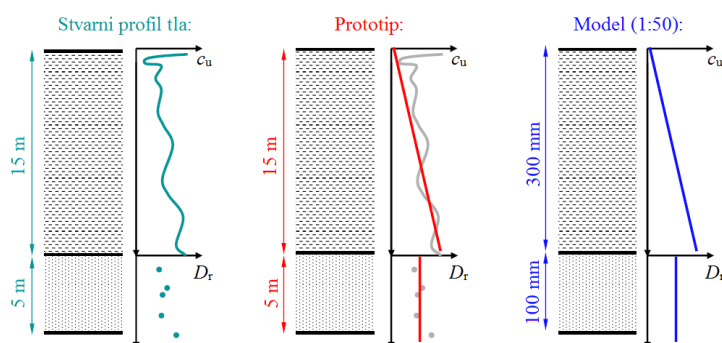 Stvarni profil tla:
15 m
5 m
cu
Dr
Prototip:
15 m
5 m
cu
Dr
Model (1:50):
300 mm
100 mm
cu
Dr